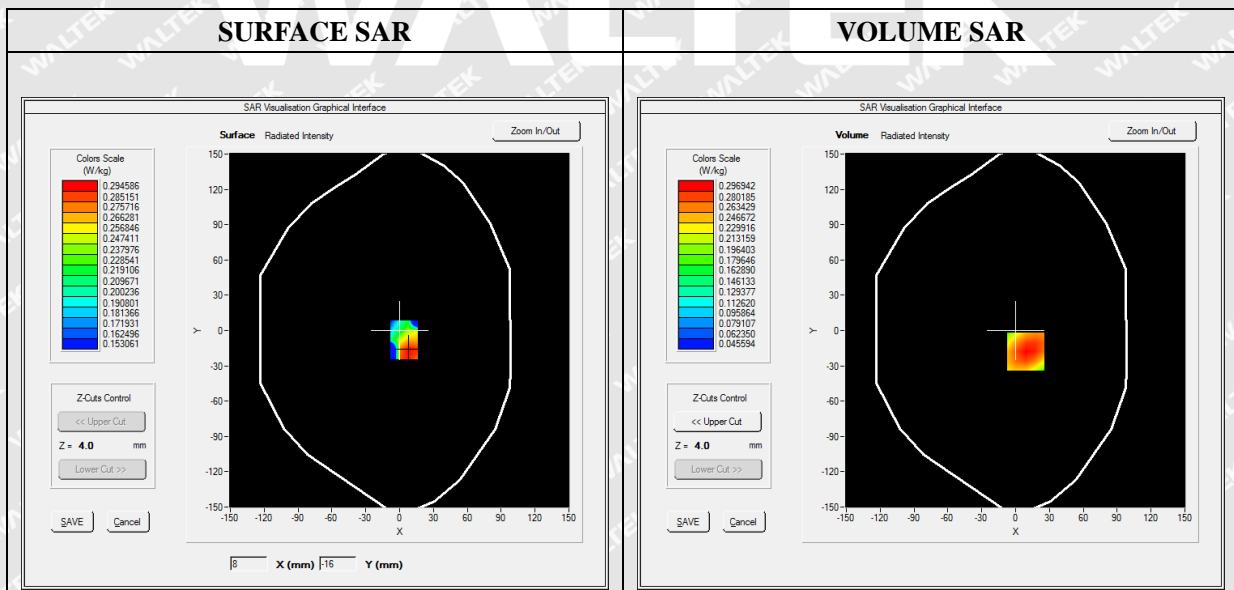 SURFACE SAR
VOLUME SAR
WALTEK
SAR Visualisation Graphical Interface
Surface Radiated Intensity
Zoom In/Out
Colors Scale
(W/kg)
0.294586
0.285151
0.275716
0.266281
0.256846
0.247411
0.237976
0.228541
0.219106
0.209671
0.200236
0.190801
0.181366
0.171931
0.162496
0.153061
Z-Cuts Control
<< Upper Cut
Z = 4.0 mm
Lower Cut >>
SAVE Cancel
150
120
90
60
30
0
-30
-60
-90
-120
-150
Y
-150 -120 -90 -60 -30 0 30 60 90 120 150
X
8 X (mm) -16 Y (mm)
SAR Visualisation Graphical Interface
Volume Radiated Intensity
Zoom In/Out
Colors Scale
(W/kg)
0.296942
0.280185
0.263429
0.246672
0.229916
0.213159
0.196403
0.179646
0.162890
0.146133
0.129377
0.112620
0.095864
0.079107
0.062350
0.045594
Z-Cuts Control
<< Upper Cut
Z = 4.0 mm
Lower Cut >>
SAVE Cancel
150
120
90
60
30
0
-30
-60
-90
-120
-150
Y
-150 -120 -90 -60 -30 0 30 60 90 120 150
X